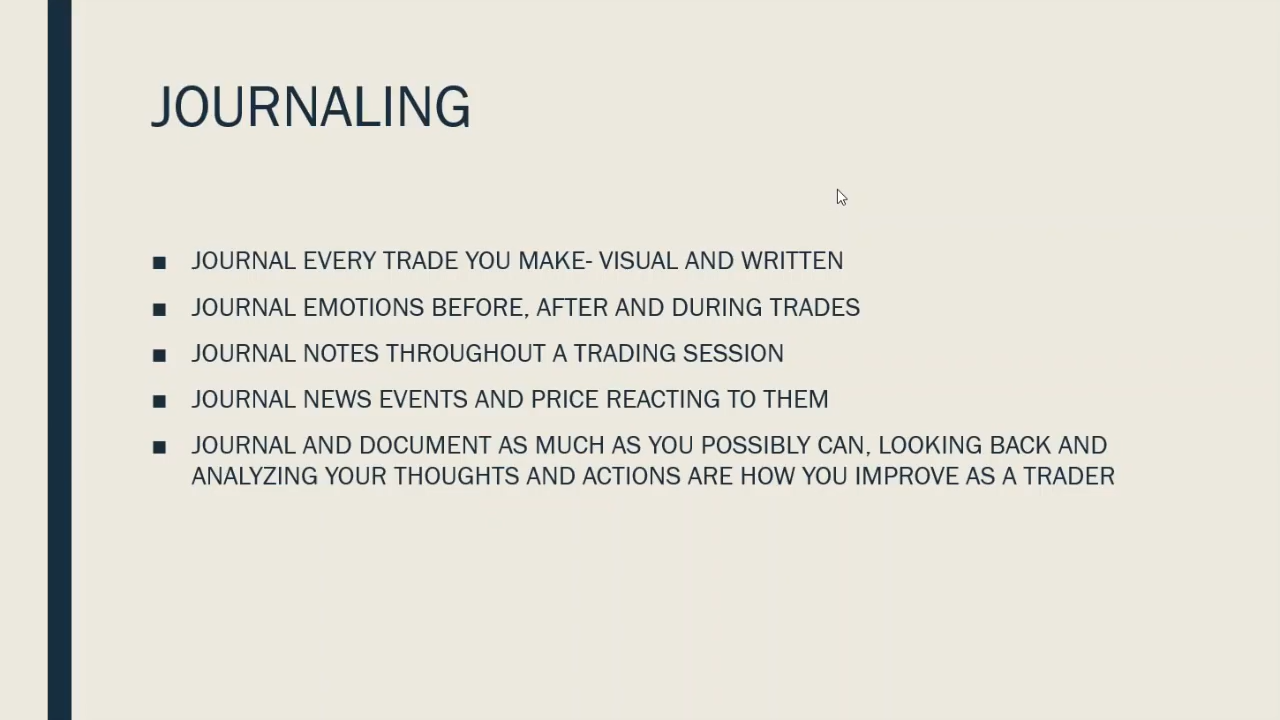 JOURNALING
■ JOURNAL EVERY TRADE YOU MAKE- VISUAL AND WRITTEN
■ JOURNAL EMOTIONS BEFORE, AFTER AND DURING TRADES
■ JOURNAL NOTES THROUGHOUT A TRADING SESSION
■ JOURNAL NEWS EVENTS AND PRICE REACTING TO THEM
■ JOURNAL AND DOCUMENT AS MUCH AS YOU POSSIBLY CAN, LOOKING BACK AND
ANALYZING YOUR THOUGHTS AND ACTIONS ARE HOW YOU IMPROVE AS A TRADER